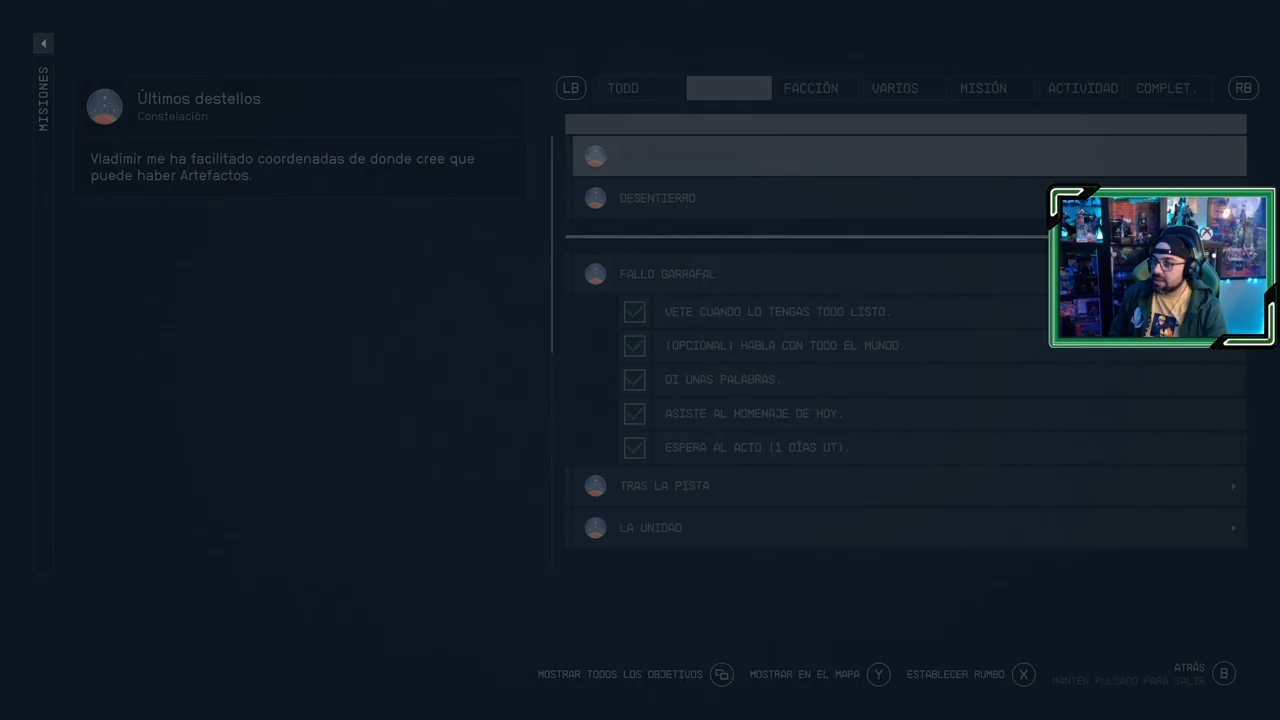 MISIONES
Últimos destellos
Constelación
Vladimir me ha facilitado coordenadas de donde cree que
puede haber Artefactos.
LB TODO FACCIÓN VARIOS MISIÓN ACTIVIDAD COMPLET. RB
DESENTIERRO
FALLO GARRAFAL
VETE CUANDO LO TENGAS TODO LISTO.
(OPCIONAL) HABLA CON TODO EL MUNDO.
DI UNAS PALABRAS.
ASISTE AL HOMENAJE DE HOY.
ESPERA AL ACTO (1 DÍAS UT).
TRAS LA PISTA
LA UNIDAD
MOSTRAR TODOS LOS OBJETIVOS MOSTRAR EN EL MAPA Y ESTABLECER RUMBO X ATRÁS B
MANTÉN PULSADO PARA SALIR